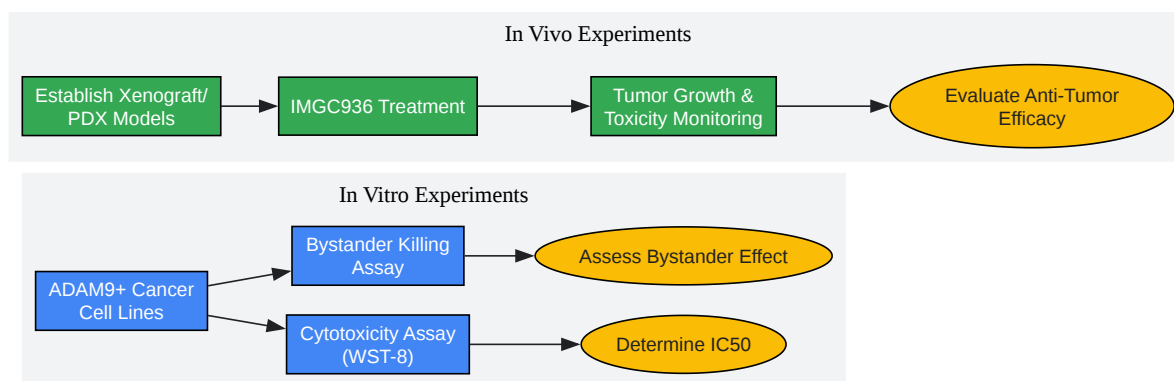 In Vivo Experiments
Establish Xenograft/
PDX Models
IMGC936 Treatment
Tumor Growth &
Toxicity Monitoring
Evaluate Anti-Tumor
Efficacy
In Vitro Experiments
ADAM9+ Cancer
Cell Lines
Bystander Killing
Assay
Assess Bystander Effect
Cytotoxicity Assay
(WST-8)
Determine IC50